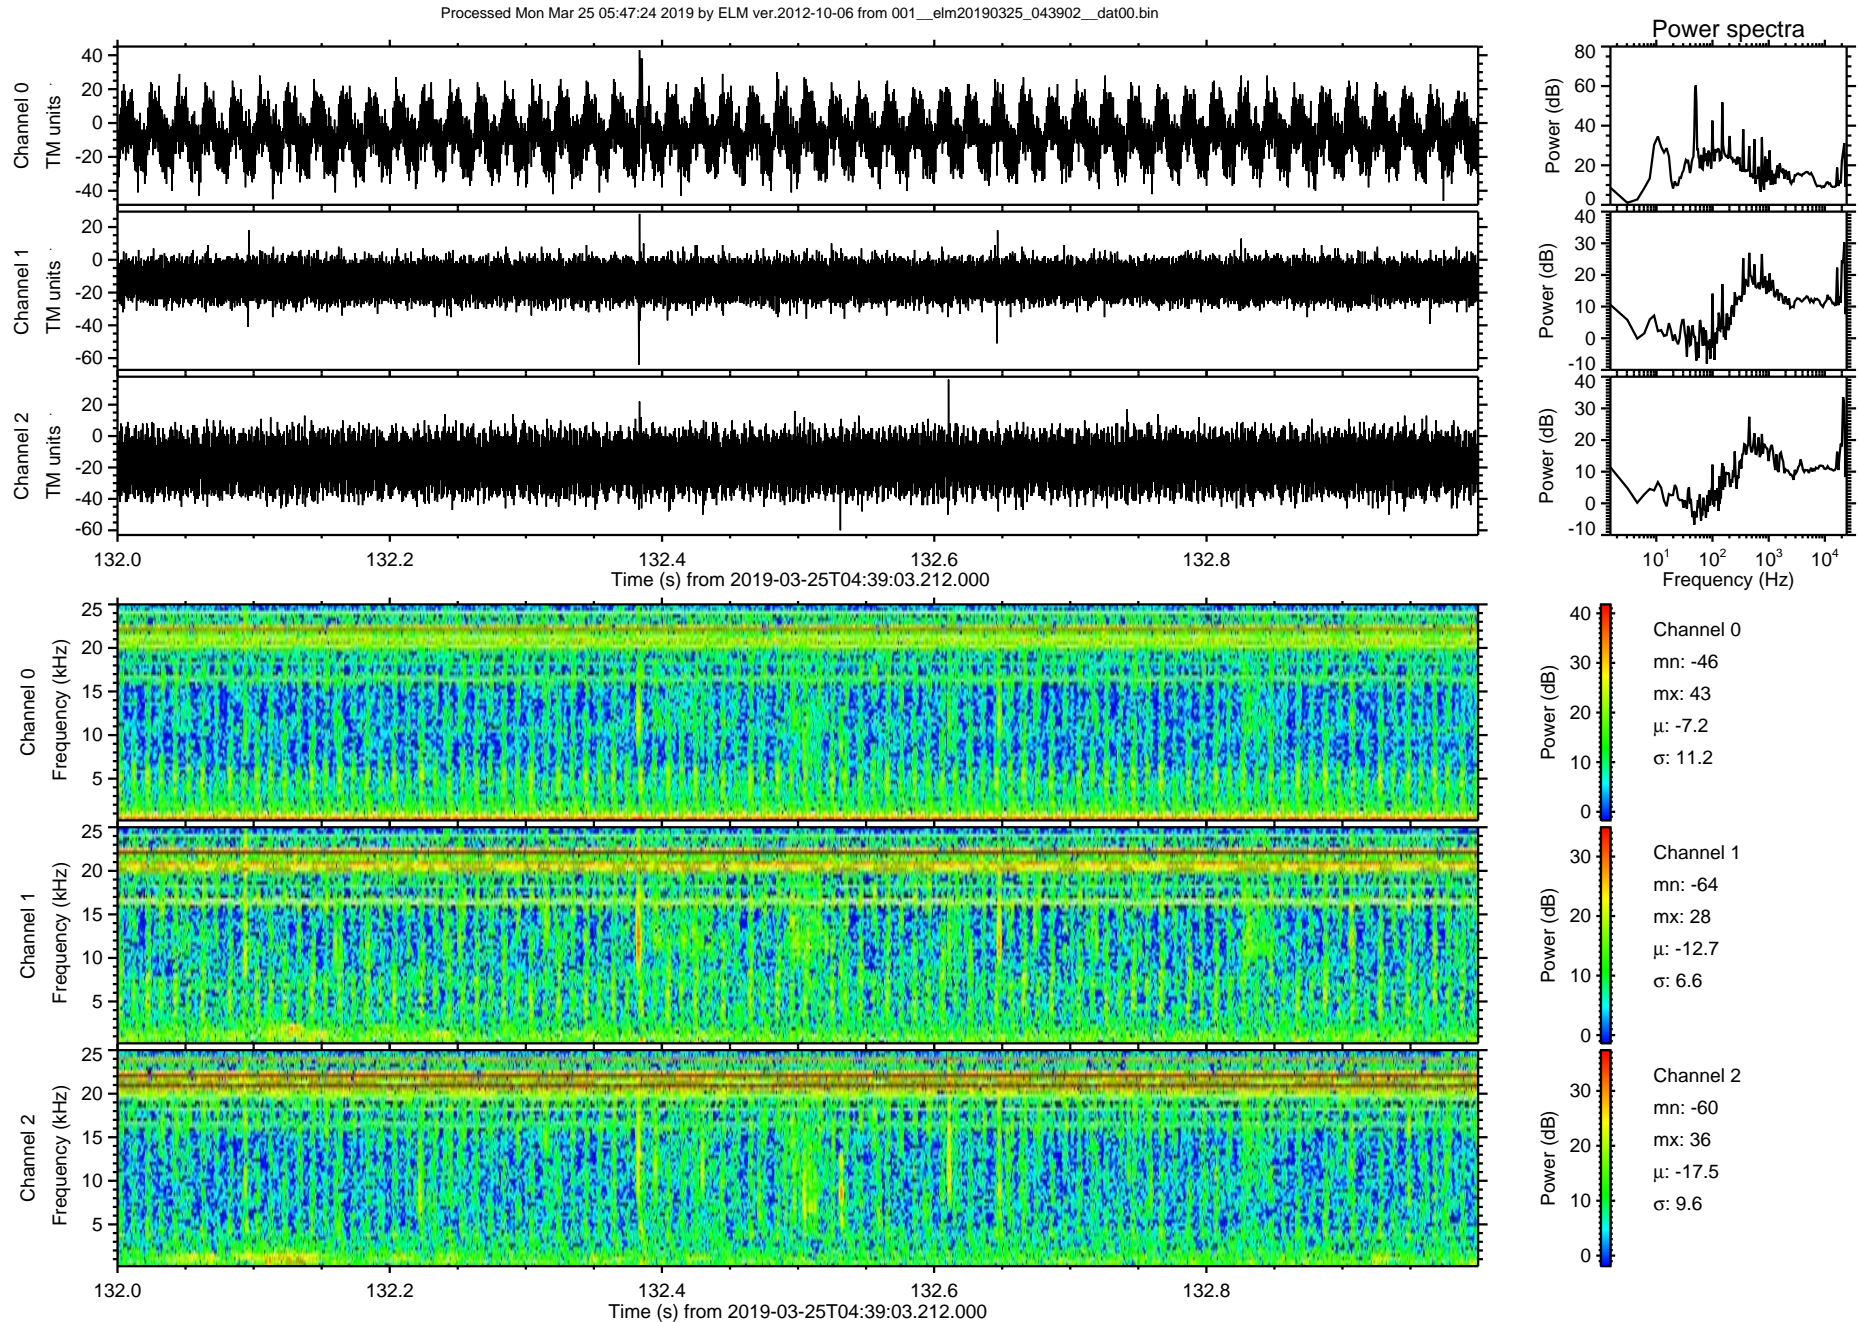 Processed Mon Mar 25 05:47:24 2019 by ELM ver.2012-10-06 from 001__elm20190325_043902__dat00.bin
Power spectra
Channel 0
TM units
40
20
0
-20
-40
Power (dB)
80
60
40
20
0
Channel 1
TM units
20
0
-20
-40
-60
Power (dB)
40
30
20
10
0
-10
Channel 2
TM units
20
0
-20
-40
-60
Power (dB)
40
30
20
10
0
-10
132.0 132.2 132.4 132.6 132.8
Time (s) from 2019-03-25T04:39:03.212.000
10¹ 10² 10³ 10⁴
Frequency (Hz)
Channel 0
Frequency (kHz)
25
20
15
10
5
Power (dB)
40
30
20
10
0
Channel 0
mn: -46
mx: 43
μ: -7.2
σ: 11.2
Channel 1
Frequency (kHz)
25
20
15
10
5
Power (dB)
30
20
10
0
Channel 1
mn: -64
mx: 28
μ: -12.7
σ: 6.6
Channel 2
Frequency (kHz)
25
20
15
10
5
Power (dB)
30
20
10
0
Channel 2
mn: -60
mx: 36
μ: -17.5
σ: 9.6
132.0 132.2 132.4 132.6 132.8
Time (s) from 2019-03-25T04:39:03.212.000